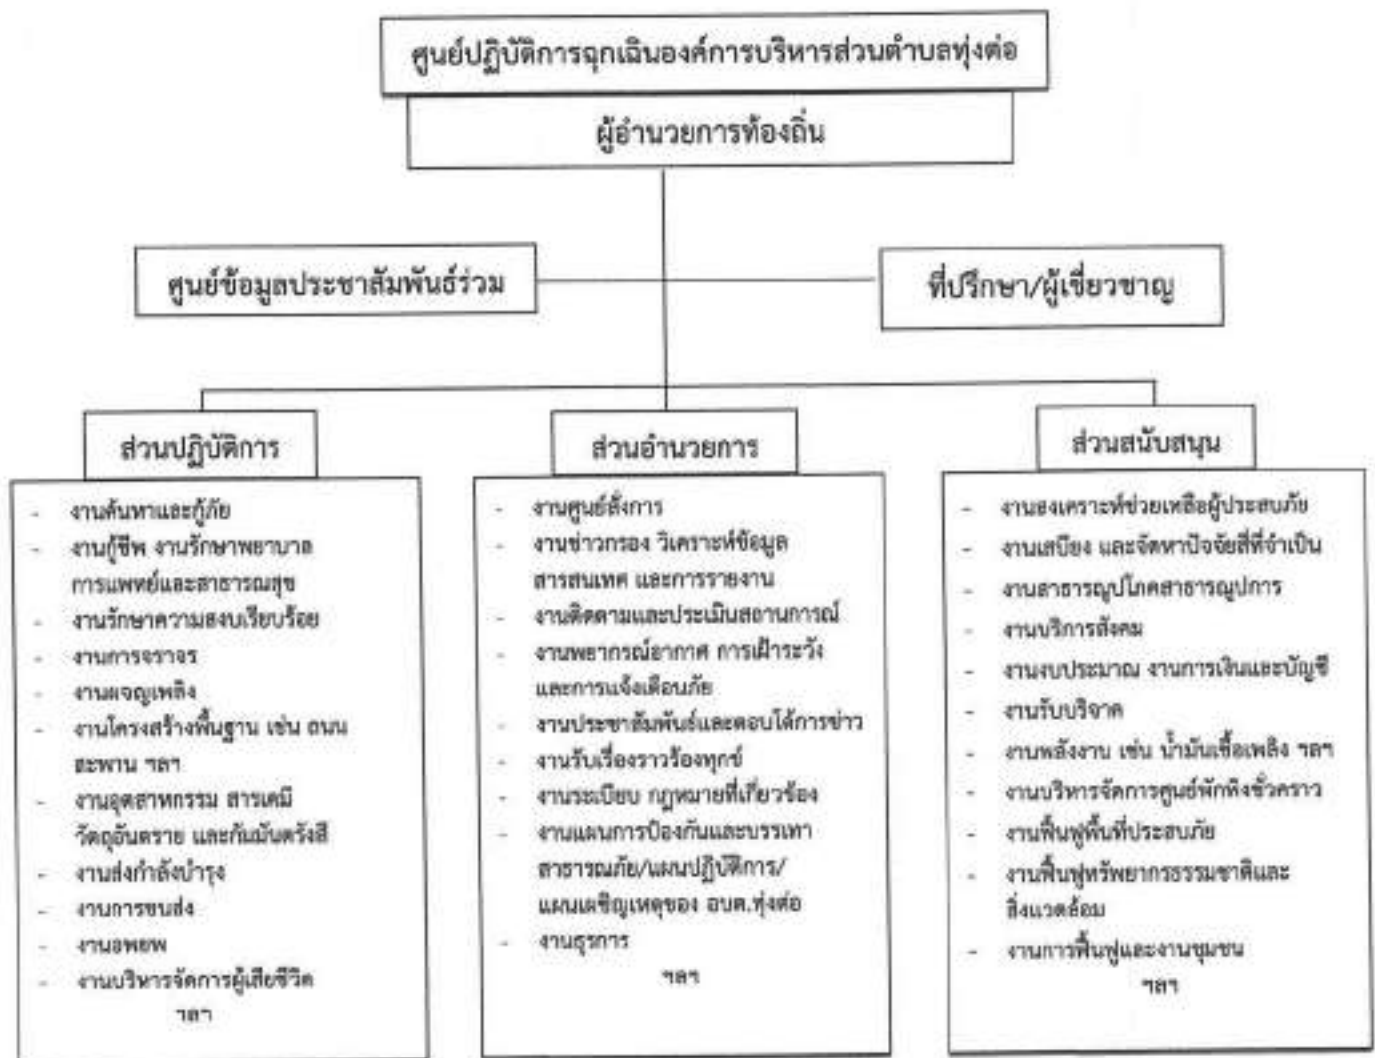 ศูนย์ปฏิบัติการฉุกเฉินองค์การบริหารส่วนตำบลทุ่งต่อ
ผู้อำนวยการท้องถิ่น
ศูนย์ข้อมูลประชาสัมพันธ์ร่วม
ที่ปรึกษา/ผู้เชี่ยวชาญ
ส่วนปฏิบัติการ
- งานค้นหาและกู้ภัย
- งานกู้ชีพ งานรักษาพยาบาล
การแพทย์และสาธารณสุข
- งานรักษาความสงบเรียบร้อย
- งานการจราจร
- งานผจญเพลิง
- งานโครงสร้างพื้นฐาน เช่น ถนน
สะพาน ฯลฯ
- งานอุตสาหกรรม สารเคมี
วัตถุอันตราย และกัมมันตรังสี
- งานส่งกำลังบำรุง
- งานการขนส่ง
- งานอพยพ
- งานบริหารจัดการผู้เสียชีวิต
ฯลฯ
ส่วนอำนวยการ
- งานศูนย์สั่งการ
- งานข่าวกรอง วิเคราะห์ข้อมูล
สารสนเทศ และการรายงาน
- งานติดตามและประเมินสถานการณ์
- งานพยากรณ์อากาศ การเฝ้าระวัง
และการแจ้งเตือนภัย
- งานประชาสัมพันธ์และตอบโต้การข่าว
- งานรับเรื่องราวร้องทุกข์
- งานระเบียบ กฎหมายที่เกี่ยวข้อง
- งานแผนการป้องกันและบรรเทา
สาธารณภัย/แผนปฏิบัติการ/
แผนเผชิญเหตุของ อบต.ทุ่งต่อ
- งานธุรการ
ฯลฯ
ส่วนสนับสนุน
- งานสงเคราะห์ช่วยเหลือผู้ประสบภัย
- งานเสบียง และจัดหาปัจจัยสี่ที่จำเป็น
- งานสาธารณูปโภคสาธารณูปการ
- งานบริการสังคม
- งานงบประมาณ งานการเงินและบัญชี
- งานรับบริจาค
- งานพลังงาน เช่น น้ำมันเชื้อเพลิง ฯลฯ
- งานบริหารจัดการศูนย์พักพิงชั่วคราว
- งานฟื้นฟูพื้นที่ประสบภัย
- งานฟื้นฟูทรัพยากรธรรมชาติและ
สิ่งแวดล้อม
- งานการฟื้นฟูและงานชุมชน
ฯลฯ